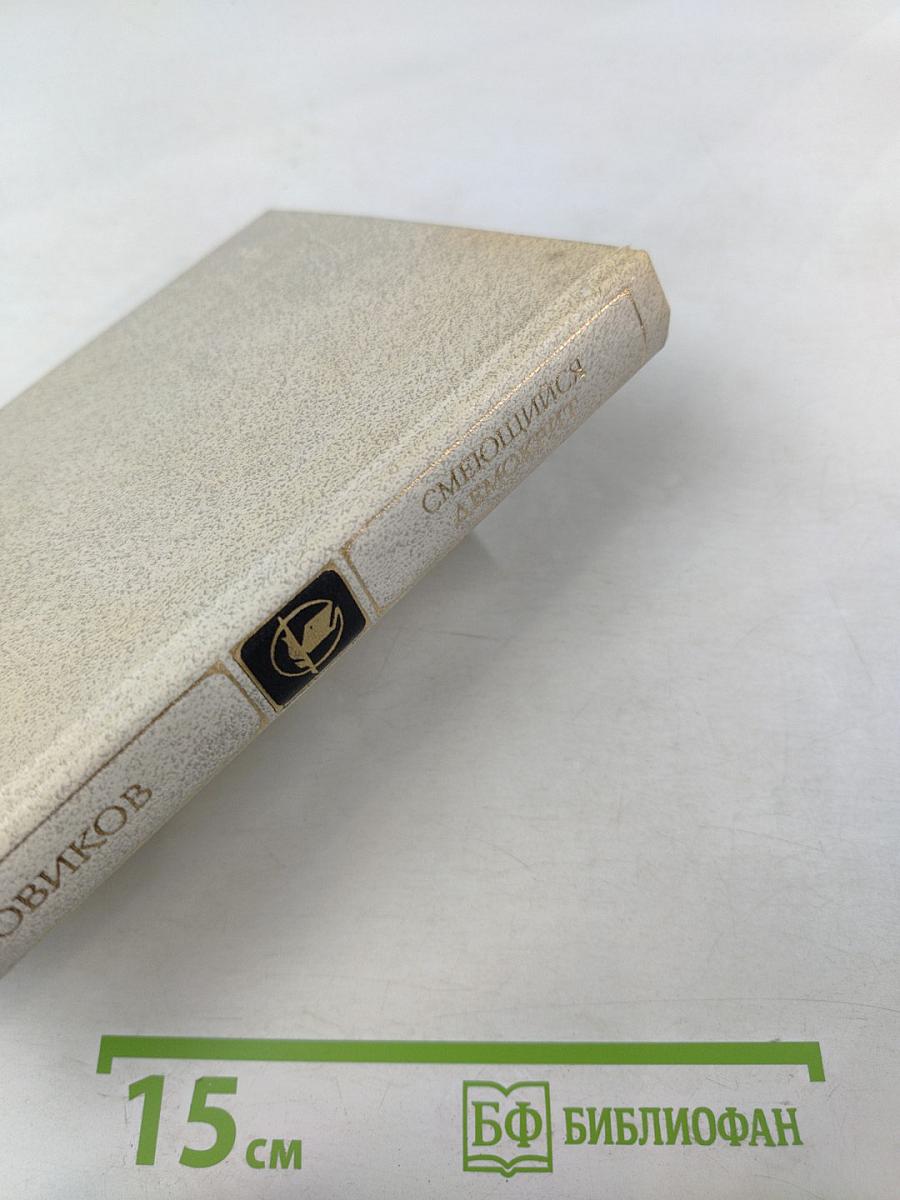 СМЕЮЩИЙСЯ
ДЕМОКРИТ
ОВИКОВ
15 см
БФ БИБЛИОФАН